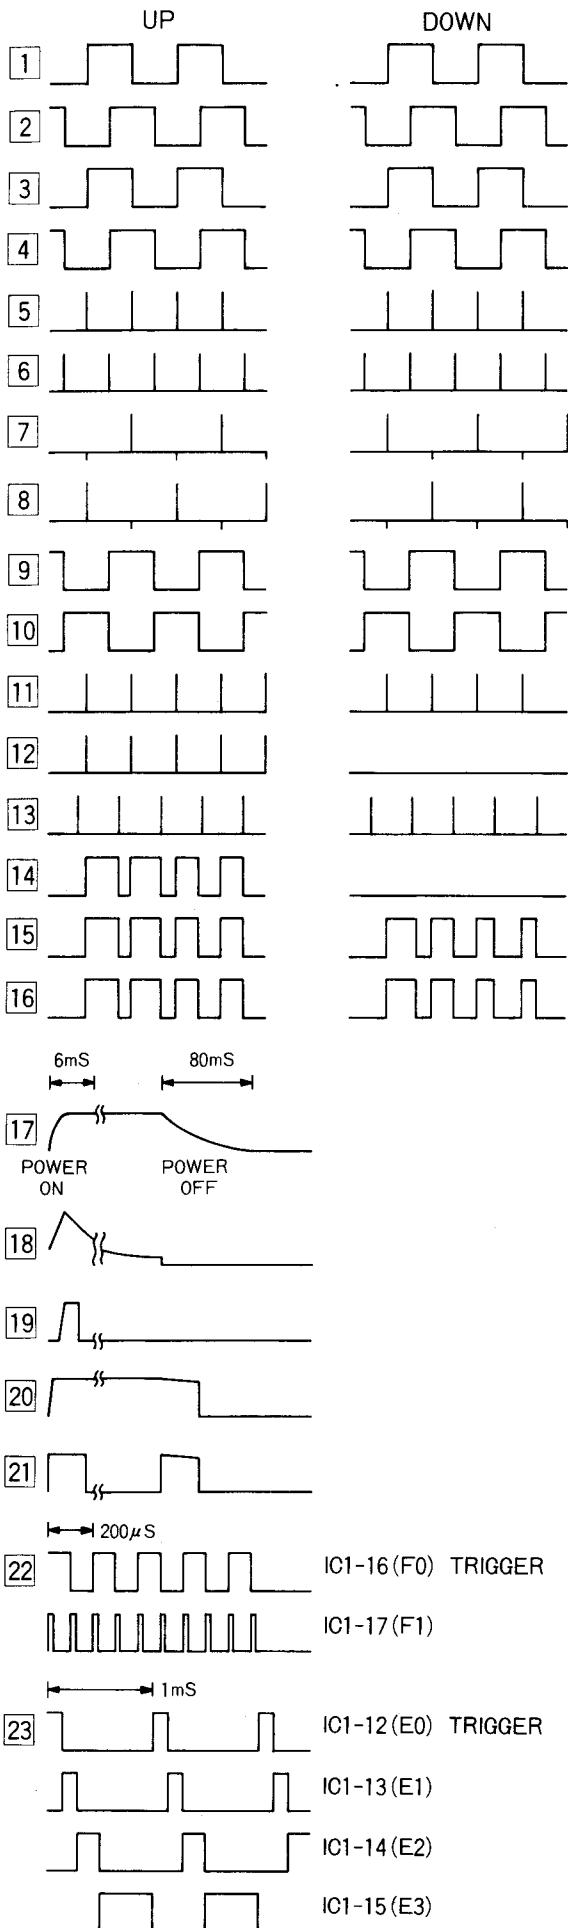 UP DOWN
1
2
3
4
5
6
7
8
9
10
11
12
13
14
15
16
6mS 80mS
17
POWER ON POWER OFF
18
19
20
21
200μS
22 IC1-16(F0) TRIGGER
IC1-17(F1)
1mS
23 IC1-12(E0) TRIGGER
IC1-13(E1)
IC1-14(E2)
IC1-15(E3)